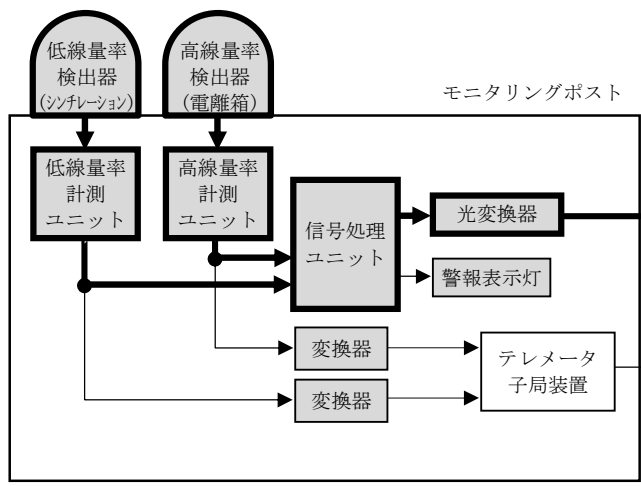 低線量率
検出器
(シンチレーション)
高線量率
検出器
(電離箱)
モニタリングポスト
低線量率
計測
ユニット
高線量率
計測
ユニット
信号処理
ユニット
光変換器
警報表示灯
変換器
変換器
テレメータ
子局装置